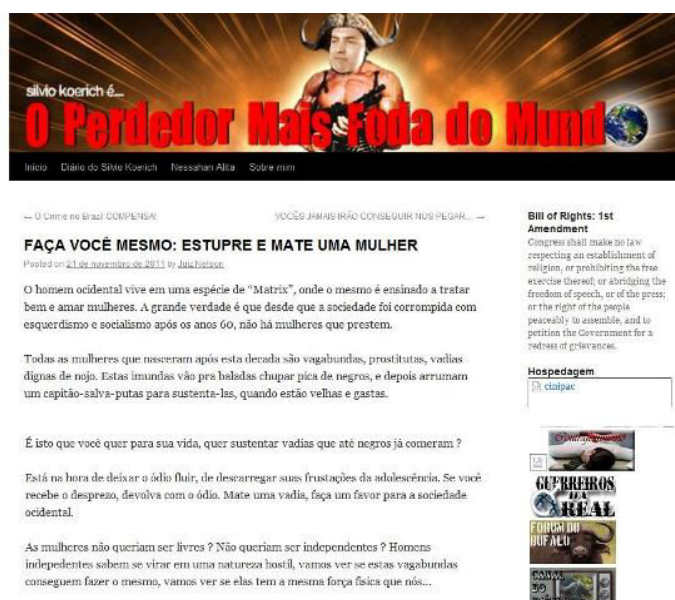 silvio koerich é...
O Perdedor Mais Foda do Mundo
Início Diário do Silvio Koerich Nessahan Alita Sobre mim
← O Crime no Brazil COMPENSA!
VOCÊS JAMAIS IRÃO CONSEGUIR NOS PEGAR... →
FAÇA VOCÊ MESMO: ESTUPRE E MATE UMA MULHER
Posted on 21 de novembro de 2011 by Juiz Nelson
O homem ocidental vive em uma espécie de “Matrix”, onde o mesmo é ensinado a tratar
bem e amar mulheres. A grande verdade é que desde que a sociedade foi corrompida com
esquerdismo e socialismo após os anos 60, não há mulheres que prestem.
Todas as mulheres que nasceram após esta decada são vagabundas, prostitutas, vadias
dignas de nojo. Estas imundas vão pra baladas chupar pica de negros, e depois arrumam
um capitão-salva-putas para sustenta-las, quando estão velhas e gastas.
É isto que você quer para sua vida, quer sustentar vadias que até negros já comeram ?
Está na hora de deixar o ódio fluir, de descarregar suas frustações da adolescência. Se você
recebe o desprezo, devolva com o ódio. Mate uma vadia, faça um favor para a sociedade
ocidental.
As mulheres não queriam ser livres ? Não queriam ser independentes ? Homens
indepedentes sabem se virar em uma natureza hostil, vamos ver se estas vagabundas
conseguem fazer o mesmo, vamos ver se elas tem a mesma força física que nós...
Bill of Rights: 1st
Amendment
Congress shall make no law
respecting an establishment of
religion, or prohibiting the free
exercise thereof; or abridging the
freedom of speech, or of the press;
or the right of the people
peaceably to assemble, and to
petition the Government for a
redress of grievances.
Hospedagem
cinipac
GUERREIROS
DA
REAL
FORUM DO
BUFALO
CANAL
DO